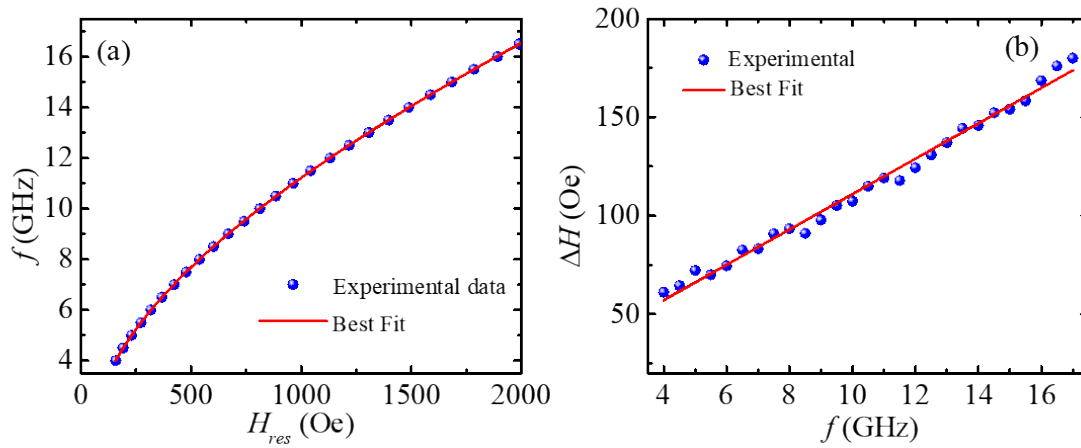 (a)
f (GHz)
16
14
12
10
8
6
4
Experimental data
Best Fit
0 500 1000 1500 2000
H_res (Oe)
(b)
ΔH (Oe)
200
150
100
50
Experimental
Best Fit
4 6 8 10 12 14 16
f (GHz)